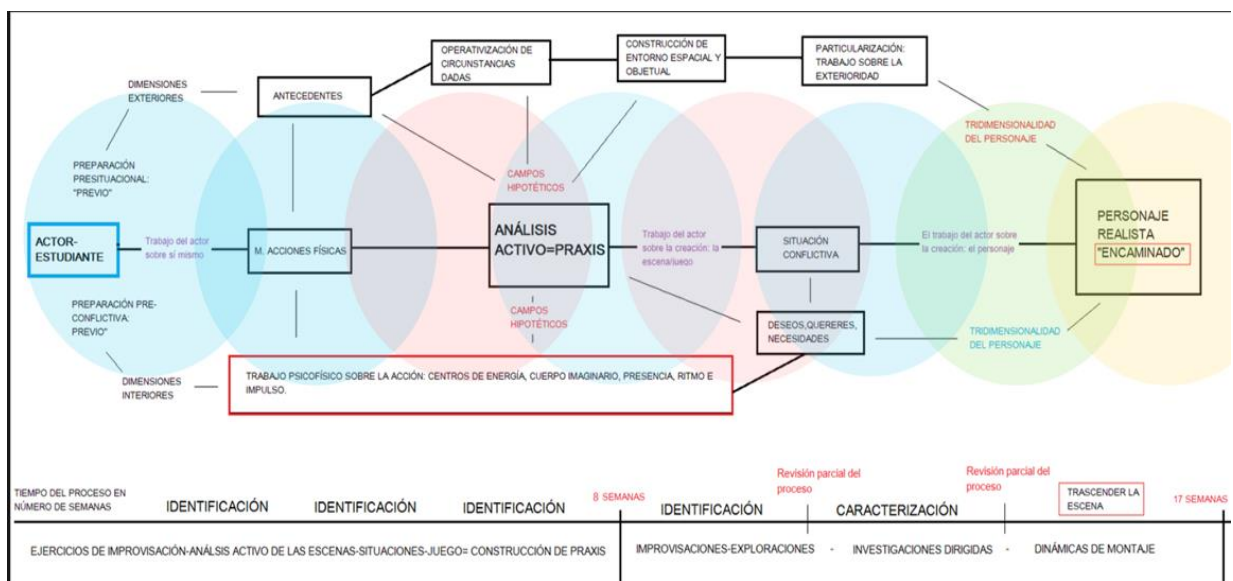 OPERATIVIZACIÓN DE
CIRCUNSTANCIAS
DADAS
CONSTRUCCIÓN DE
ENTORNO ESPACIAL Y
OBJETUAL
PARTICULARIZACIÓN:
TRABAJO SOBRE LA
EXTERIORIDAD
DIMENSIONES
EXTERIORES
ANTECEDENTES
TRIDIMENSIONALIDAD
DEL PERSONAJE
PREPARACIÓN
PRESITUACIONAL:
"PREVIO"
CAMPOS
HIPOTÉTICOS
ACTOR-
ESTUDIANTE
Trabajo del actor
sobre sí mismo
M. ACCIONES FÍSICAS
ANÁLISIS
ACTIVO=PRAXIS
Trabajo del actor
sobre la creación: la
escena/juego
SITUACIÓN
CONFLICTIVA
El trabajo del actor sobre
la creación: el personaje
PERSONAJE
REALISTA
"ENCAMINADO"
PREPARACIÓN PRE-
CONFLICTIVA:
PREVIO"
CAMPOS
HIPOTÉTICOS
DESEOS,QUERERES,
NECESIDADES
TRIDIMENSIONALIDAD
DEL PERSONAJE
DIMENSIONES
INTERIORES
TRABAJO PSICOFÍSICO SOBRE LA ACCIÓN: CENTROS DE ENERGÍA, CUERPO IMAGINARIO, PRESENCIA, RITMO E
IMPULSO.
TIEMPO DEL PROCESO EN
NÚMERO DE SEMANAS
IDENTIFICACIÓN
IDENTIFICACIÓN
IDENTIFICACIÓN
8 SEMANAS
IDENTIFICACIÓN
Revisión parcial del
proceso
CARACTERIZACIÓN
Revisión parcial del
proceso
TRASCENDER LA
ESCENA
17 SEMANAS
EJERCICIOS DE IMPROVISACIÓN-ANÁLSIS ACTIVO DE LAS ESCENAS-SITUACIONES-JUEGO= CONSTRUCCIÓN DE PRAXIS
IMPROVISACIONES-EXPLORACIONES - INVESTIGACIONES DIRIGIDAS - DINÁMICAS DE MONTAJE